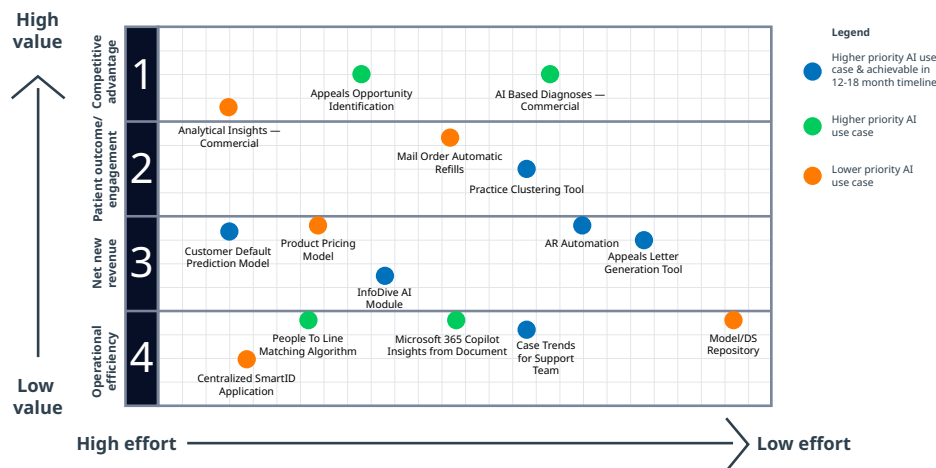 High
value
Low
value
Competitive
advantage
Patient outcome/
engagement
Net new
revenue
Operational
efficiency
1
2
3
4
Appeals Opportunity
Identification
AI Based Diagnoses —
Commercial
Analytical Insights —
Commercial
Mail Order Automatic
Refills
Practice Clustering Tool
Customer Default
Prediction Model
Product Pricing
Model
InfoDive AI
Module
AR Automation
Appeals Letter
Generation Tool
People To Line
Matching Algorithm
Centralized SmartID
Application
Microsoft 365 Copilot
Insights from Document
Case Trends
for Support
Team
Model/DS
Repository
High effort
Low effort
Legend
Higher priority AI use
case & achievable in
12-18 month timeline
Higher priority AI
use case
Lower priority AI
use case